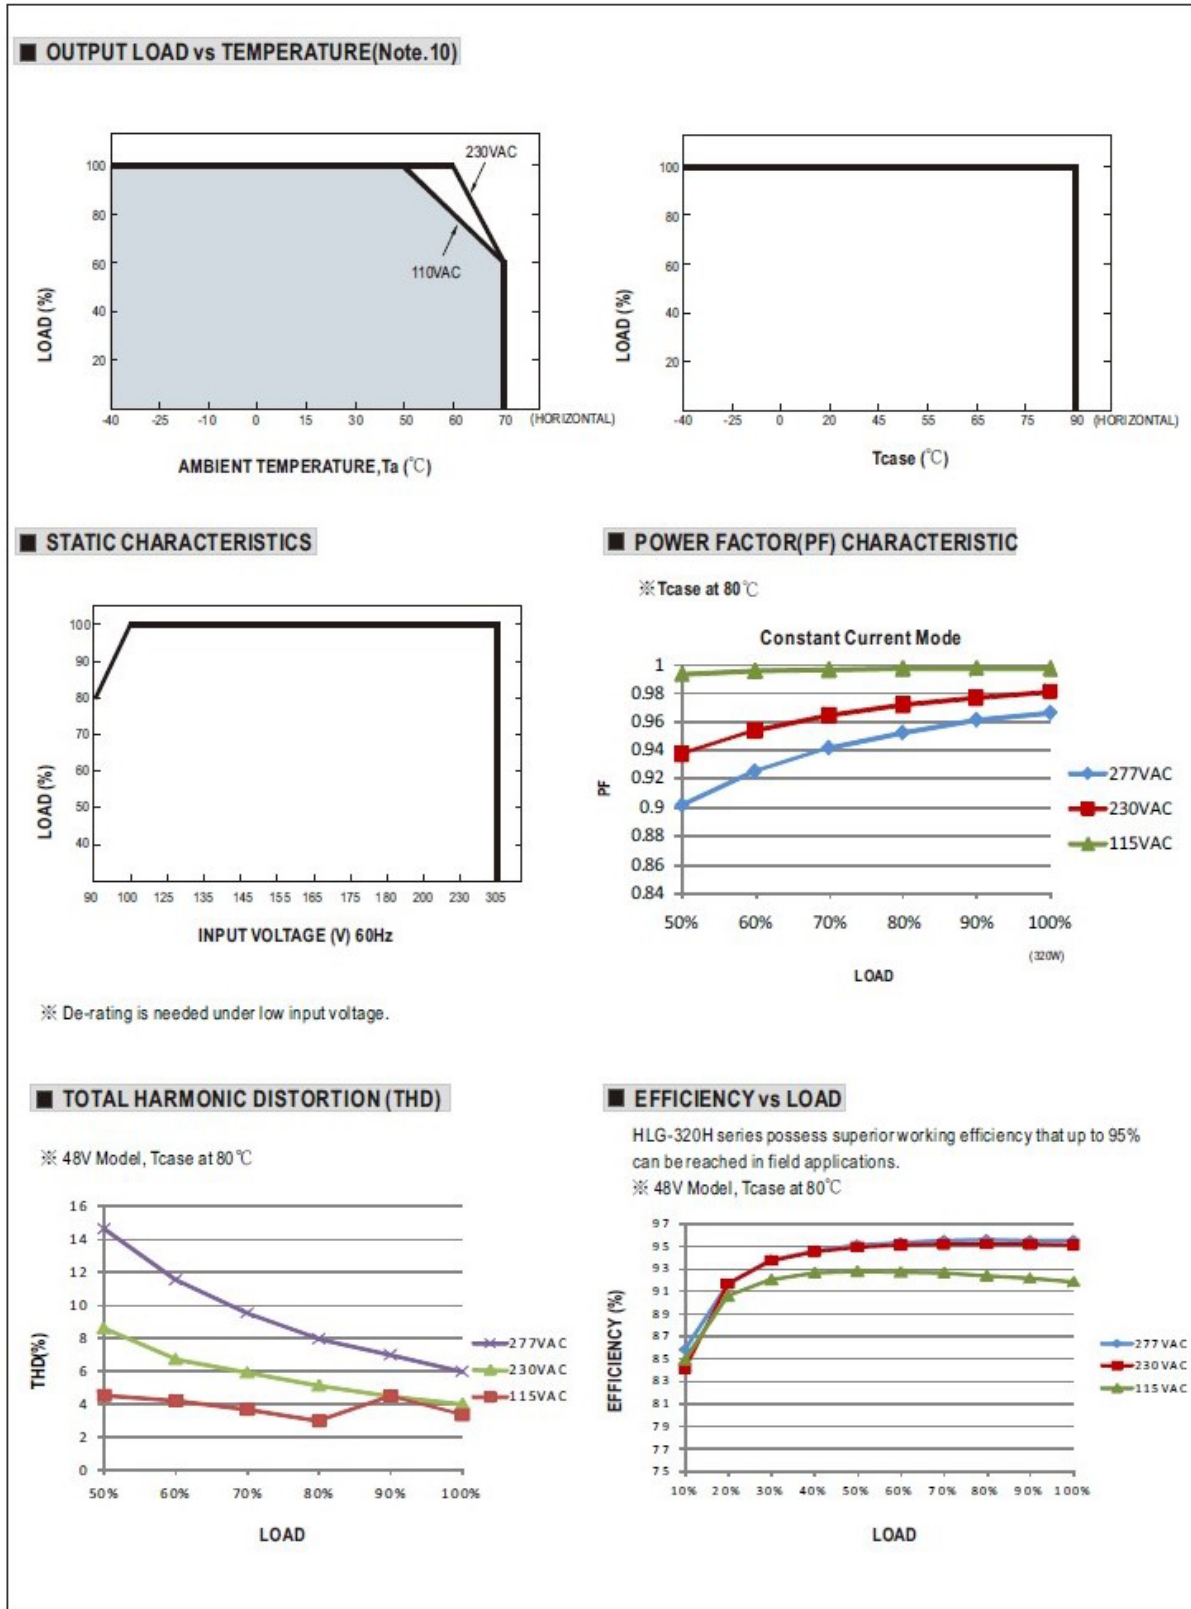 ■ OUTPUT LOAD vs TEMPERATURE(Note.10)
230VAC
110VAC
100
80
60
40
20
LOAD (%)
-40 -25 -10 0 15 30 50 60 70 (HORIZONTAL)
AMBIENT TEMPERATURE,Ta (℃)
100
80
60
40
20
LOAD (%)
-40 -25 0 20 45 55 65 75 90 (HORIZONTAL)
Tcase (℃)
■ STATIC CHARACTERISTICS
100
90
80
70
60
50
40
LOAD (%)
90 100 125 135 145 155 165 175 180 200 230 305
INPUT VOLTAGE (V) 60Hz
※ De-rating is needed under low input voltage.
■ POWER FACTOR(PF) CHARACTERISTIC
※ Tcase at 80℃
Constant Current Mode
1
0.98
0.96
0.94
0.92
0.9
0.88
0.86
0.84
PF
277VAC
230VAC
115VAC
50% 60% 70% 80% 90% 100%
(320W)
LOAD
■ TOTAL HARMONIC DISTORTION (THD)
※ 48V Model, Tcase at 80℃
16
14
12
10
8
6
4
2
0
THD(%)
277VAC
230VAC
115VAC
50% 60% 70% 80% 90% 100%
LOAD
■ EFFICIENCY vs LOAD
HLG-320H series possess superior working efficiency that up to 95%
can be reached in field applications.
※ 48V Model, Tcase at 80℃
97
95
93
91
89
87
85
83
81
79
77
75
EFFICIENCY (%)
277VAC
230VAC
115VAC
10% 20% 30% 40% 50% 60% 70% 80% 90% 100%
LOAD